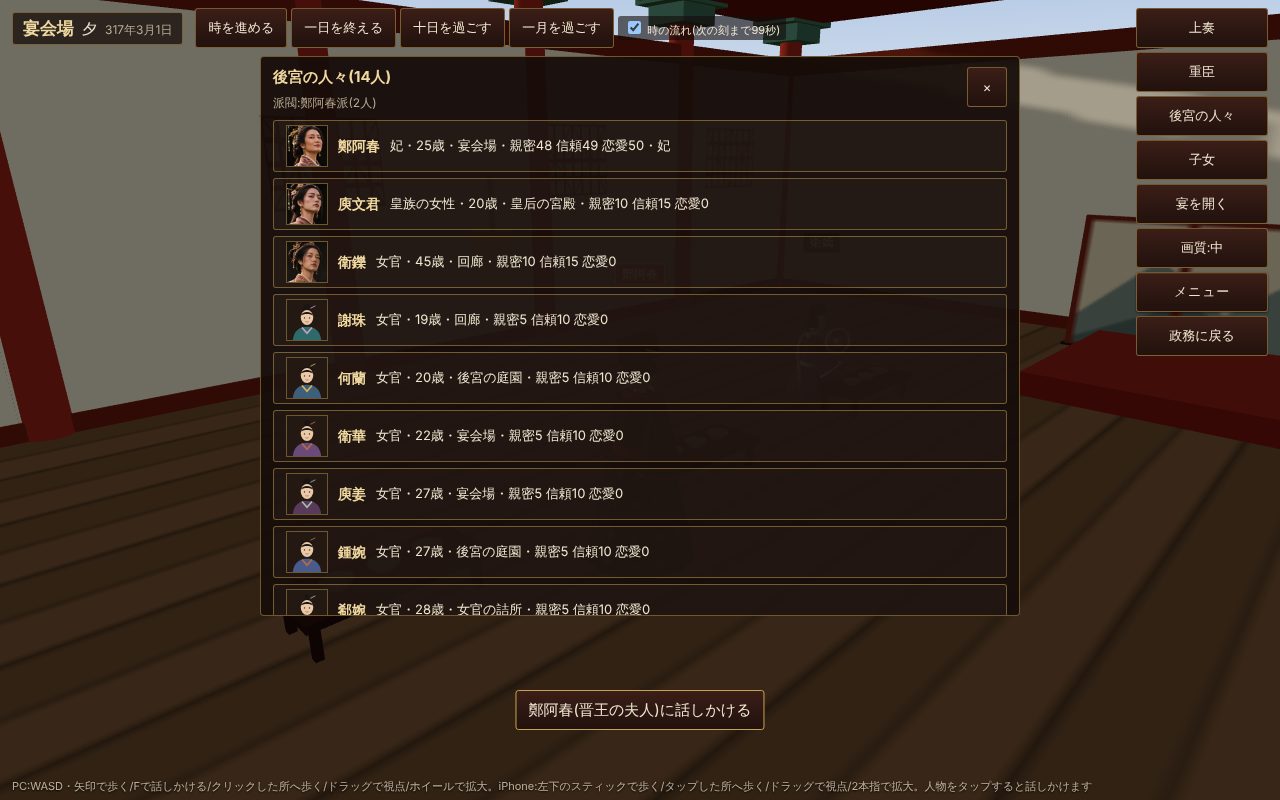 宴会場 夕 317年3月1日
時を進める
一日を終える
十日を過ごす
一月を過ごす
時の流れ(次の刻まで99秒)
上奏
重臣
後宮の人々
子女
宴を開く
画質:中
メニュー
政務に戻る
後宮の人々(14人)
×
派閥:鄭阿春派(2人)
鄭阿春 妃・25歳・宴会場・親密48 信頼49 恋愛50・妃
庾文君 皇族の女性・20歳・皇后の宮殿・親密10 信頼15 恋愛0
衛鑠 女官・45歳・回廊・親密10 信頼15 恋愛0
謝珠 女官・19歳・回廊・親密5 信頼10 恋愛0
何蘭 女官・20歳・後宮の庭園・親密5 信頼10 恋愛0
衛華 女官・22歳・宴会場・親密5 信頼10 恋愛0
庾姜 女官・27歳・宴会場・親密5 信頼10 恋愛0
鍾婉 女官・27歳・後宮の庭園・親密5 信頼10 恋愛0
郗婉 女官・28歳・女官の詰所・親密5 信頼10 恋愛0
鄭阿春(晋王の夫人)に話しかける
PC:WASD・矢印で歩く/Fで話しかける/クリックした所へ歩く/ドラッグで視点/ホイールで拡大。iPhone:左下のスティックで歩く/タップした所へ歩く/ドラッグで視点/2本指で拡大。人物をタップすると話しかけます